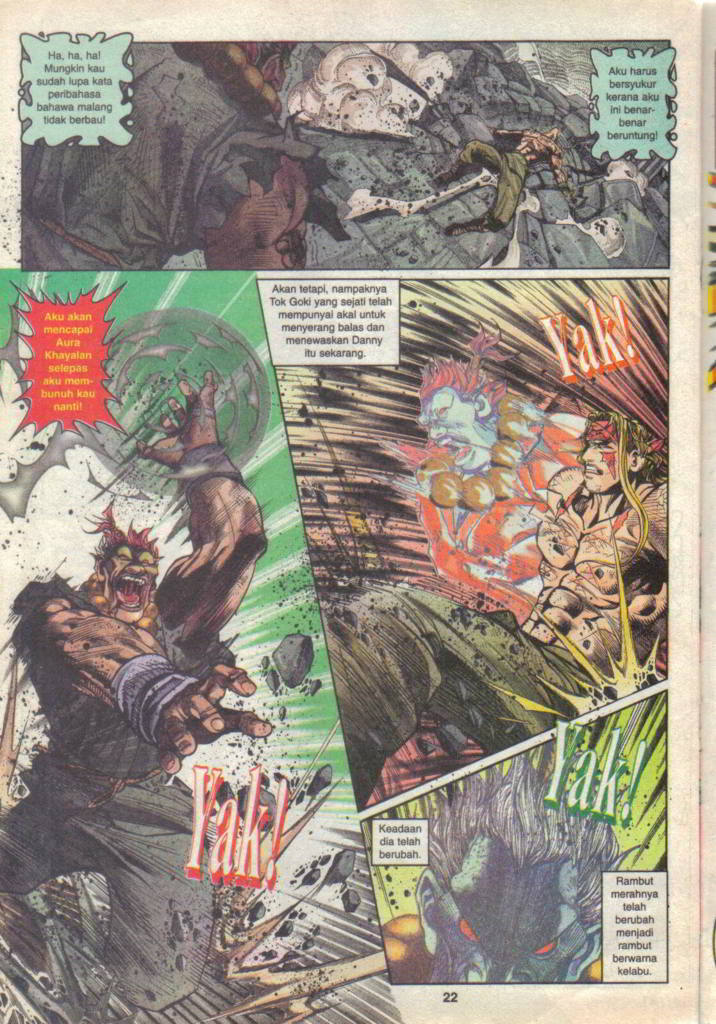 Ha, ha, ha!
Mungkin kau
sudah lupa kata
peribahasa
bahawa malang
tidak berbau!
Aku harus
bersyukur
kerana aku
ini benar-
benar
beruntung!
Aku akan
mencapai
Aura
Khayalan
selepas
aku mem-
bunuh kau
nanti!
Akan tetapi, nampaknya
Tok Goki yang sejati telah
mempunyai akal untuk
menyerang balas dan
menewaskan Danny
itu sekarang.
Yak!
Yak!
Yak!
Keadaan
dia telah
berubah.
Rambut
merahnya
telah
berubah
menjadi
rambut
berwarna
kelabu.
22